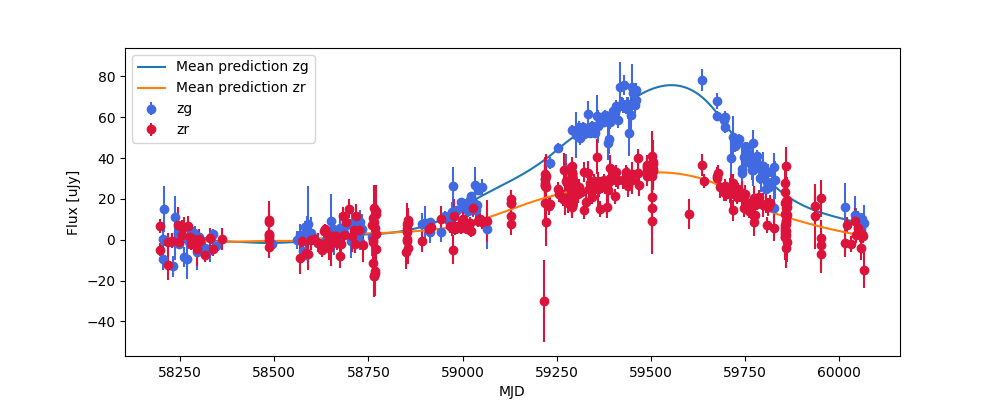 Mean prediction zg
Mean prediction zr
zg
zr
80
60
40
20
0
−20
−40
Flux [uJy]
58250
58500
58750
59000
59250
59500
59750
60000
MJD